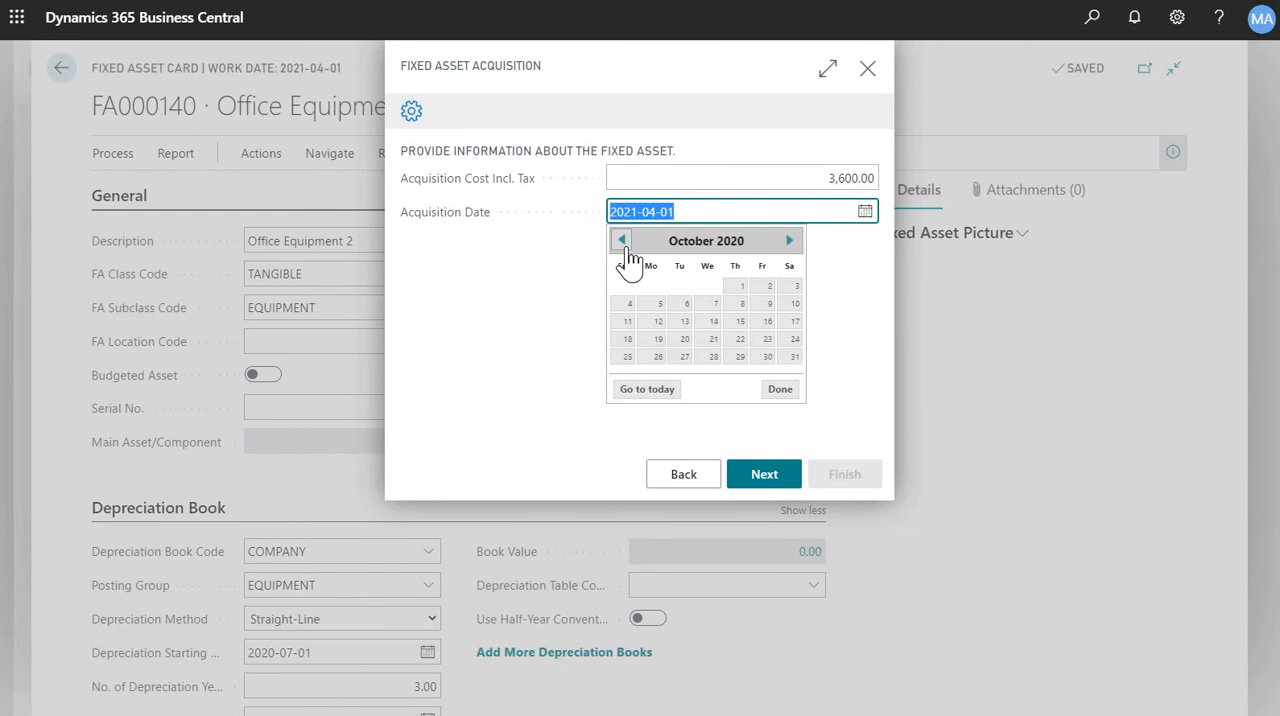 Dynamics 365 Business Central
MA
FIXED ASSET CARD | WORK DATE: 2021-04-01
SAVED
FA000140 · Office Equipme
Process Report Actions Navigate R
General
Description Office Equipment 2
FA Class Code TANGIBLE
FA Subclass Code EQUIPMENT
FA Location Code
Budgeted Asset
Serial No.
Main Asset/Component
Details Attachments (0)
ed Asset Picture
FIXED ASSET ACQUISITION
PROVIDE INFORMATION ABOUT THE FIXED ASSET.
Acquisition Cost Incl. Tax 3,600.00
Acquisition Date 2021-04-01
October 2020
Mo Tu We Th Fr Sa
1 2 3
4 5 6 7 8 9 10
11 12 13 14 15 16 17
18 19 20 21 22 23 24
25 26 27 28 29 30 31
Go to today Done
Back Next Finish
Depreciation Book
Show less
Depreciation Book Code COMPANY
Posting Group EQUIPMENT
Depreciation Method Straight-Line
Depreciation Starting ... 2020-07-01
No. of Depreciation Ye... 3.00
Book Value 0.00
Depreciation Table Co...
Use Half-Year Convent...
Add More Depreciation Books